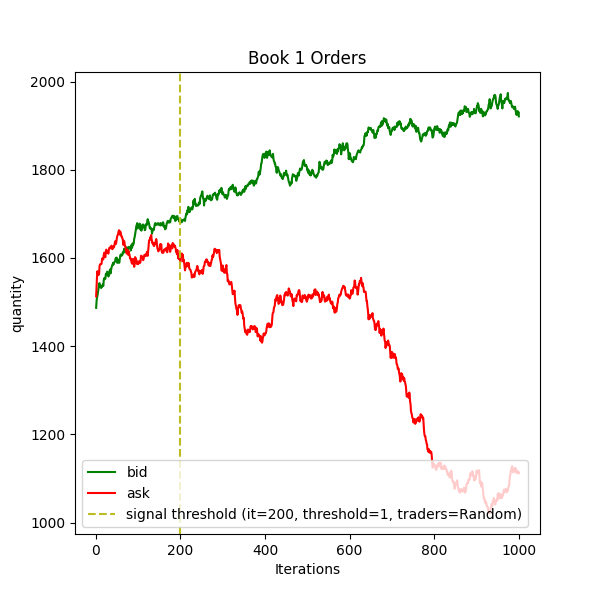 Book 1 Orders
2000
1800
1600
1400
1200
1000
quantity
bid
ask
signal threshold (it=200, threshold=1, traders=Random)
0 200 400 600 800 1000
Iterations